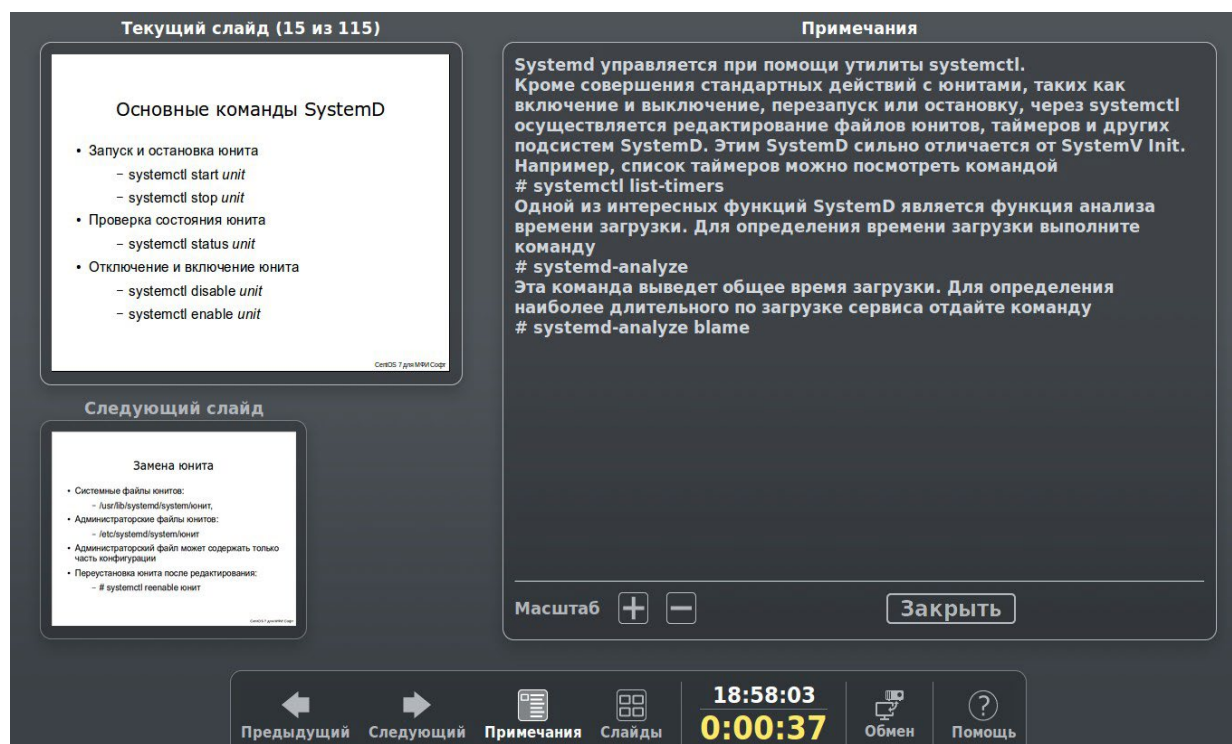 Текущий слайд (15 из 115)
Основные команды SystemD
• Запуск и остановка юнита
– systemctl start unit
– systemctl stop unit
• Проверка состояния юнита
– systemctl status unit
• Отключение и включение юнита
– systemctl disable unit
– systemctl enable unit
CentOS 7 для МФИ Софт
Следующий слайд
Замена юнита
• Системные файлы юнитов:
– /usr/lib/systemd/system/юнит,
• Администраторские файлы юнитов:
– /etc/systemd/system/юнит
• Администраторский файл может содержать только
часть конфигурации
• Переустановка юнита после редактирования:
– # systemctl reenable юнит
CentOS 7 для МФИ Софт
Примечания
Systemd управляется при помощи утилиты systemctl.
Кроме совершения стандартных действий с юнитами, таких как
включение и выключение, перезапуск или остановку, через systemctl
осуществляется редактирование файлов юнитов, таймеров и других
подсистем SystemD. Этим SystemD сильно отличается от SystemV Init.
Например, список таймеров можно посмотреть командой
# systemctl list-timers
Одной из интересных функций SystemD является функция анализа
времени загрузки. Для определения времени загрузки выполните
команду
# systemd-analyze
Эта команда выведет общее время загрузки. Для определения
наиболее длительного по загрузке сервиса отдайте команду
# systemd-analyze blame
Масштаб + − Закрыть
18:58:03
0:00:37
Предыдущий Следующий Примечания Слайды Обмен ? Помощь